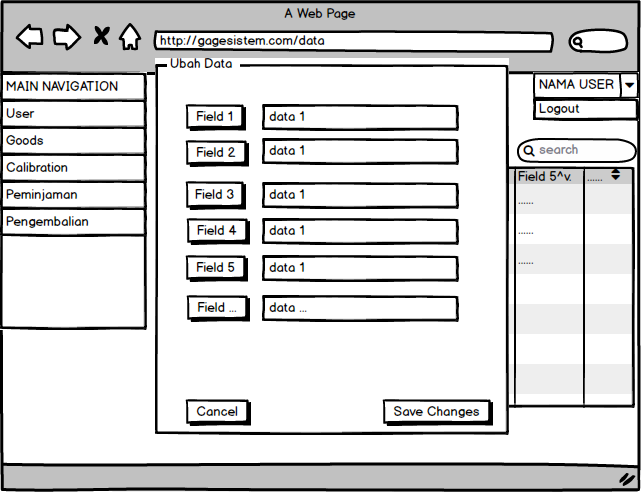 A Web Page
http://gagesistem.com/data
Ubah Data
MAIN NAVIGATION
User
Goods
Calibration
Peminjaman
Pengembalian
Field 1 data 1
Field 2 data 1
Field 3 data 1
Field 4 data 1
Field 5 data 1
Field ... data ...
Cancel Save Changes
NAMA USER
Logout
search
Field 5^v. ......
......
......
......